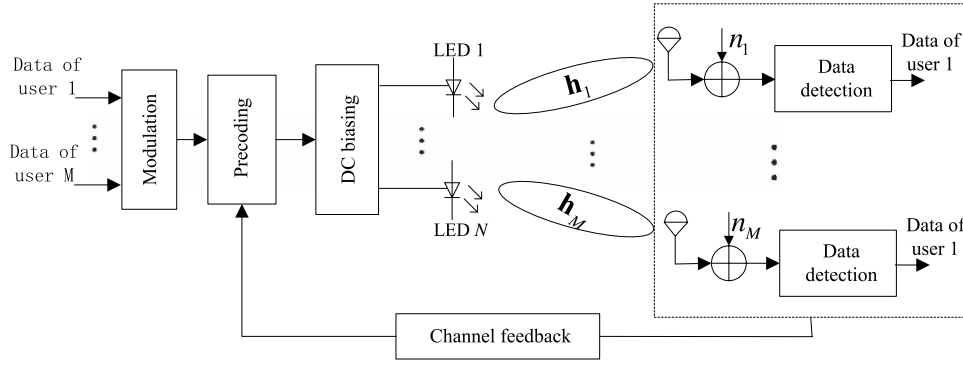 Data of
user 1
Data of
user M
Modulation
Precoding
DC biasing
LED 1
LED N
h1
hM
n1
Data
detection
Data of
user 1
nM
Data
detection
Data of
user 1
Channel feedback